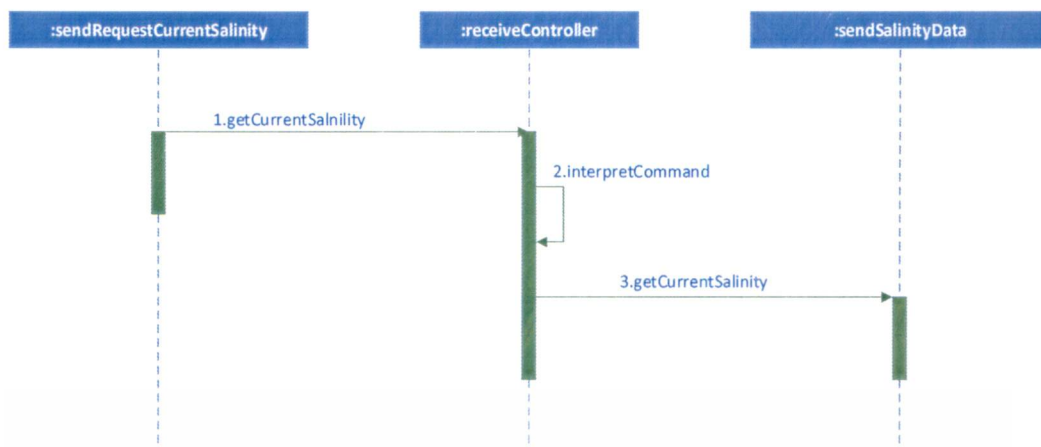 :sendRequestCurrentSalinity
:receiveController
:sendSalinityData
1.getCurrentSalnility
2.interpretCommand
3.getCurrentSalinity